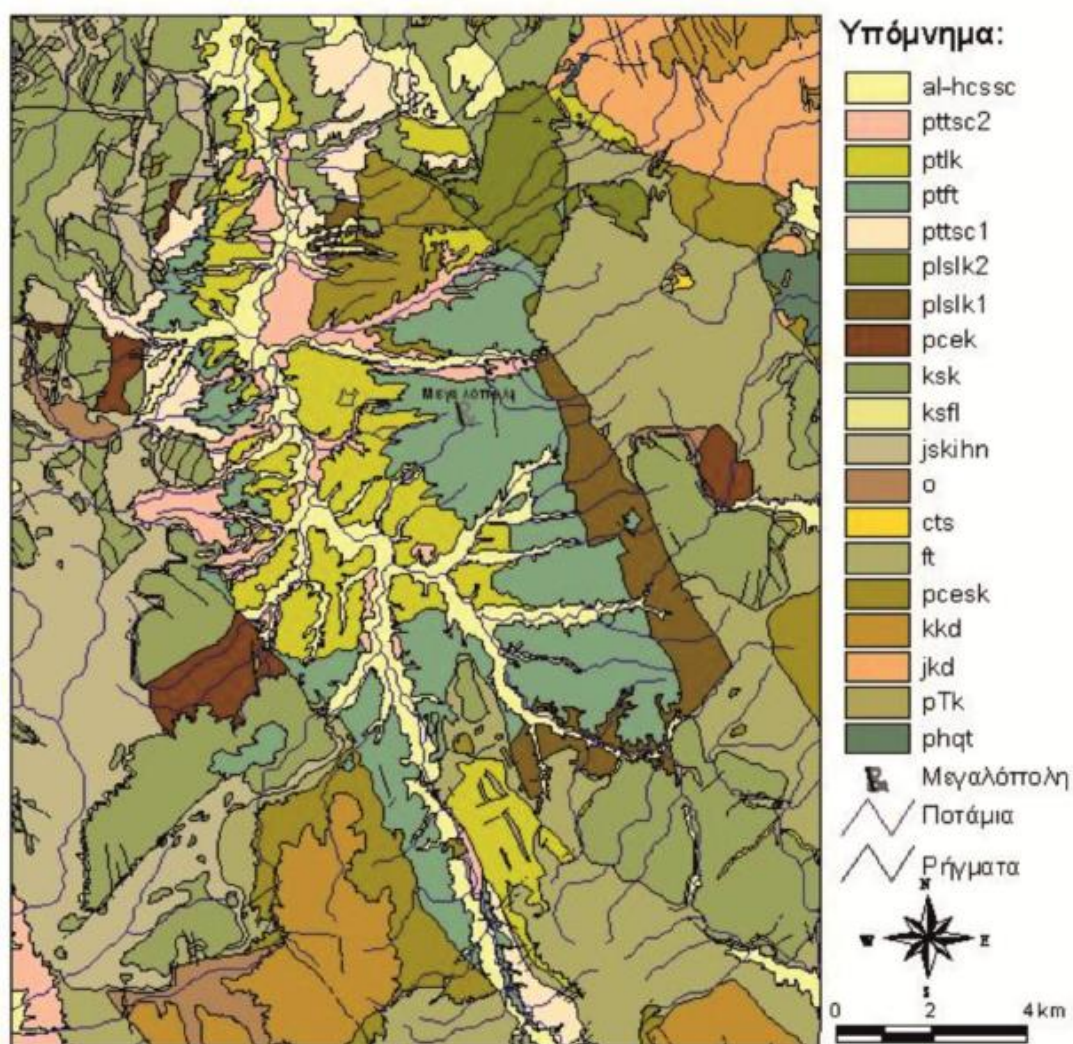 Υπόμνημα:
al-hcssc
pttsc2
ptlk
ptft
pttsc1
plslk2
plslk1
pcek
ksk
ksfl
jskihn
o
cts
ft
pcesk
kkd
jkd
pTk
phqt
Μεγαλόπολη
Ποτάμια
Ρήγματα
Μεγαλόπολη
N
W E
S
0 2 4 km